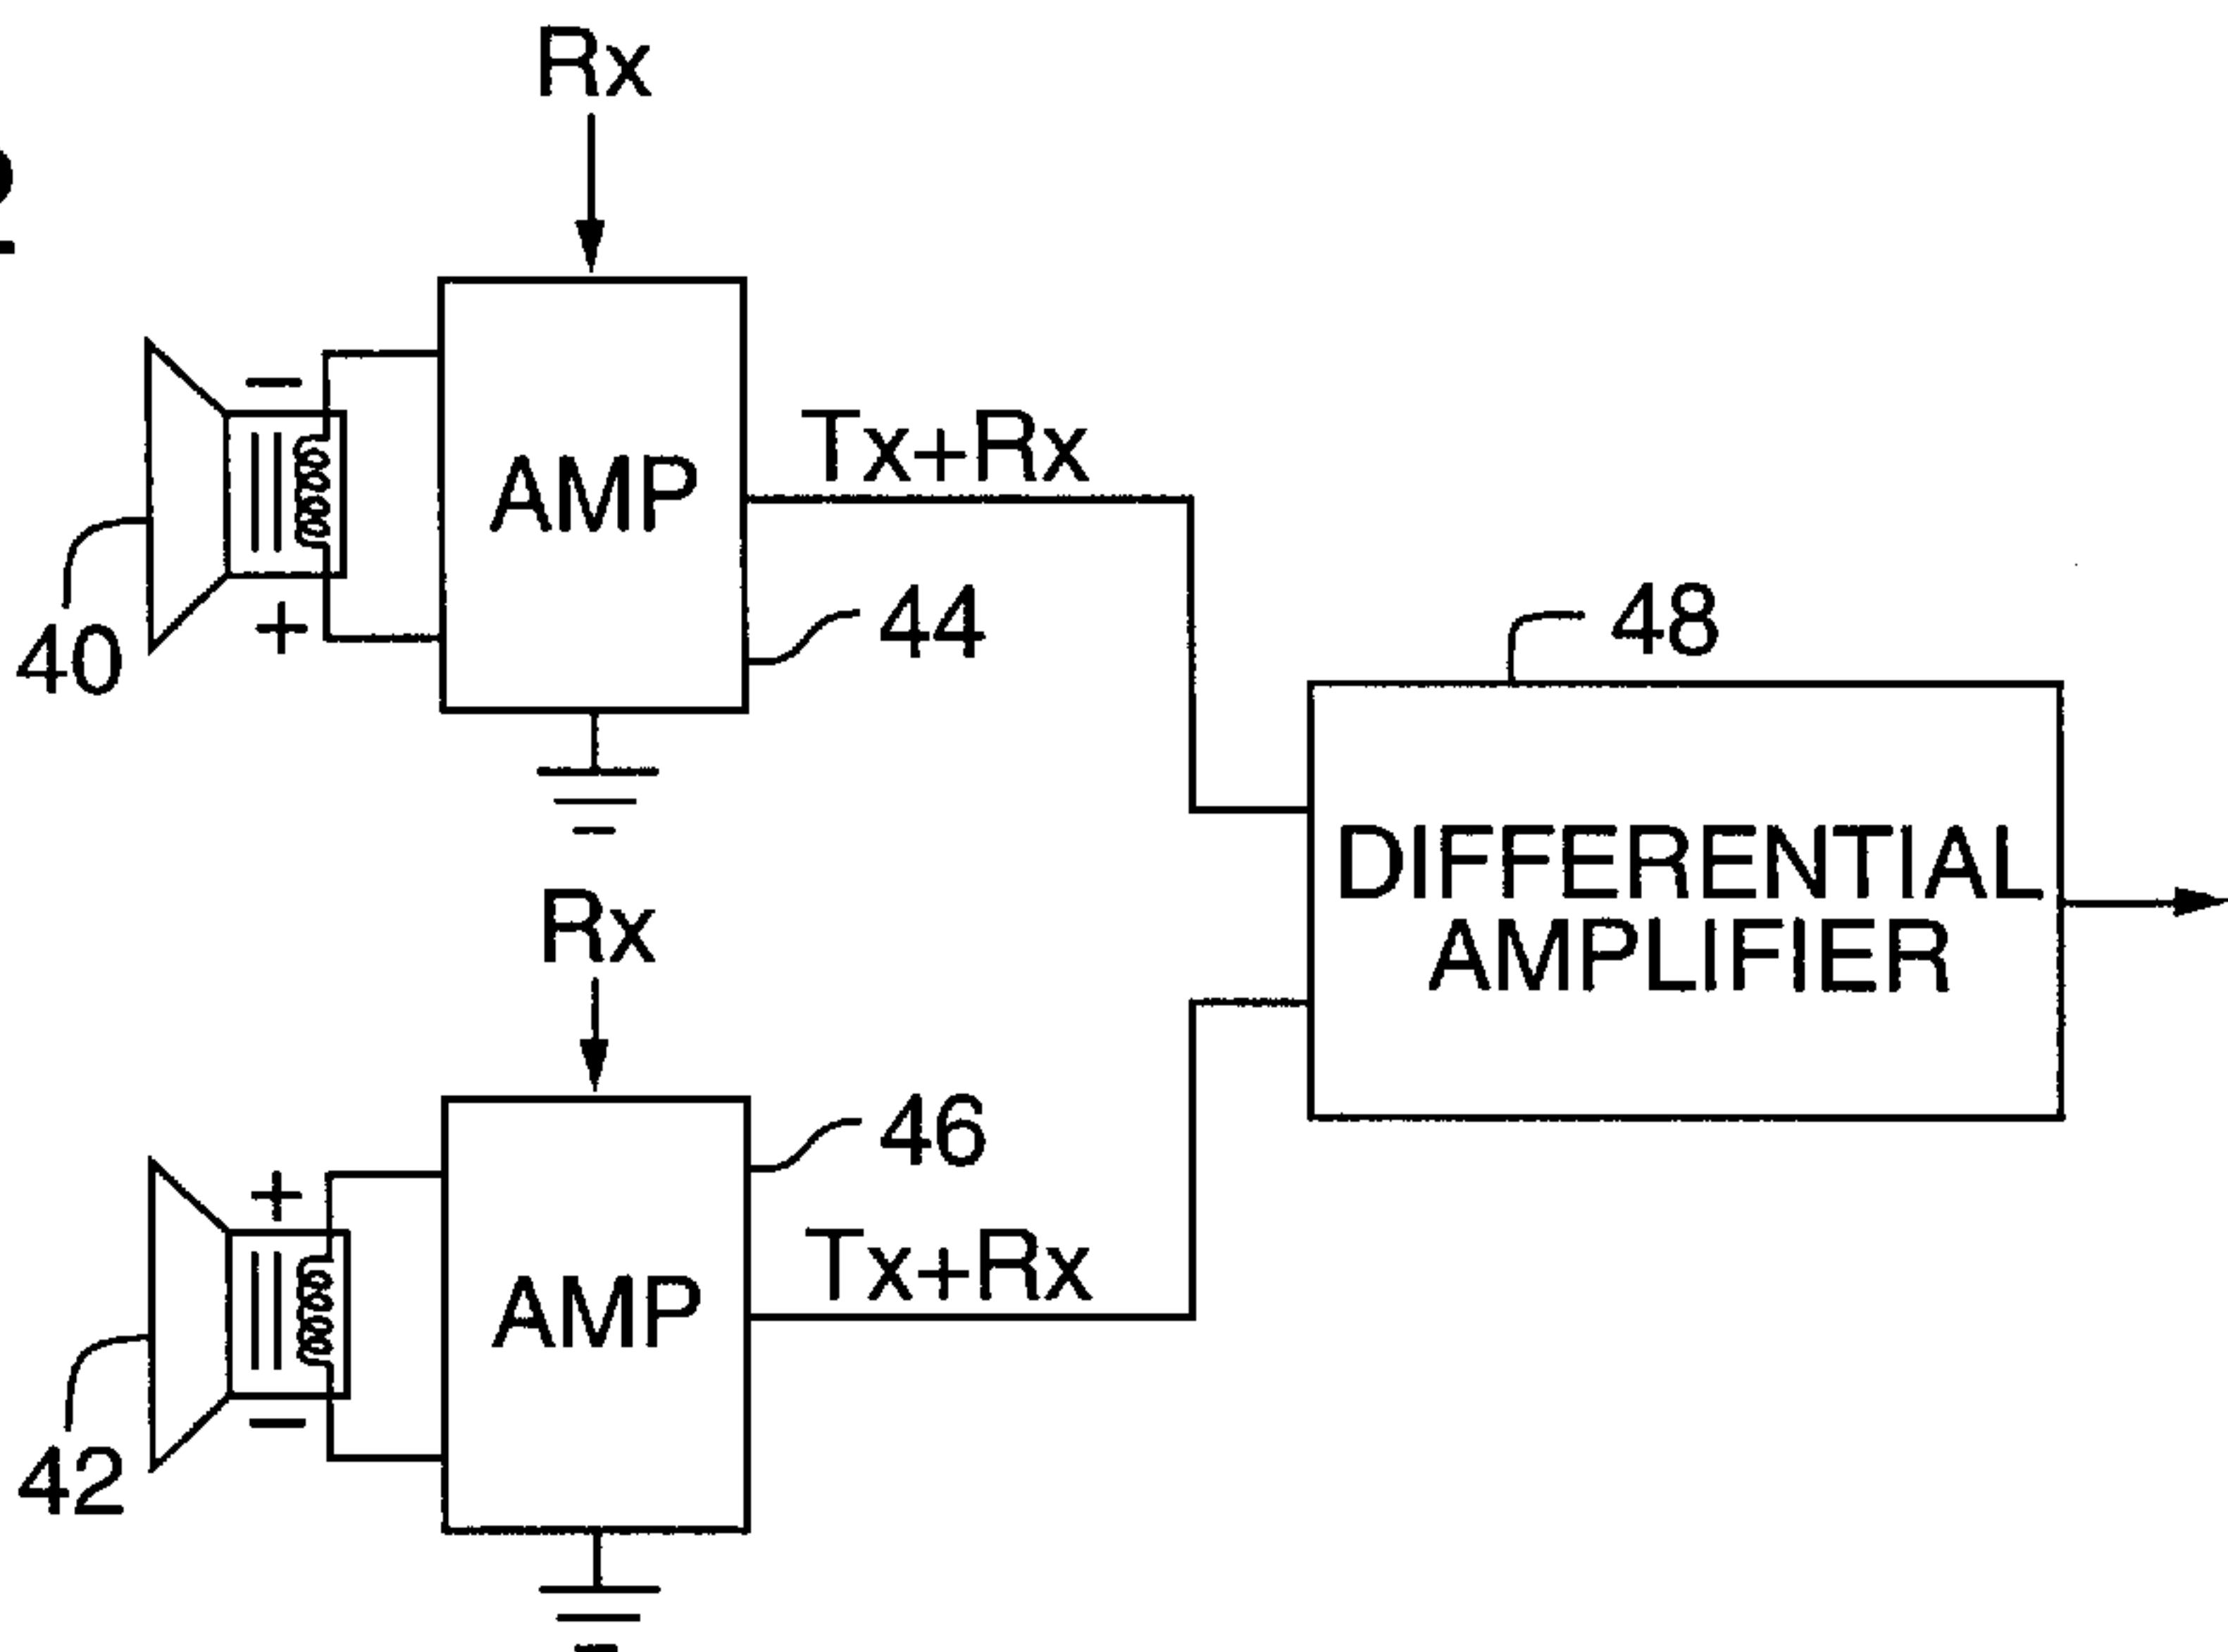 Rx
−
AMP
Tx+Rx
+
40
44
48
DIFFERENTIAL
AMPLIFIER
Rx
46
+
AMP
Tx+Rx
−
42